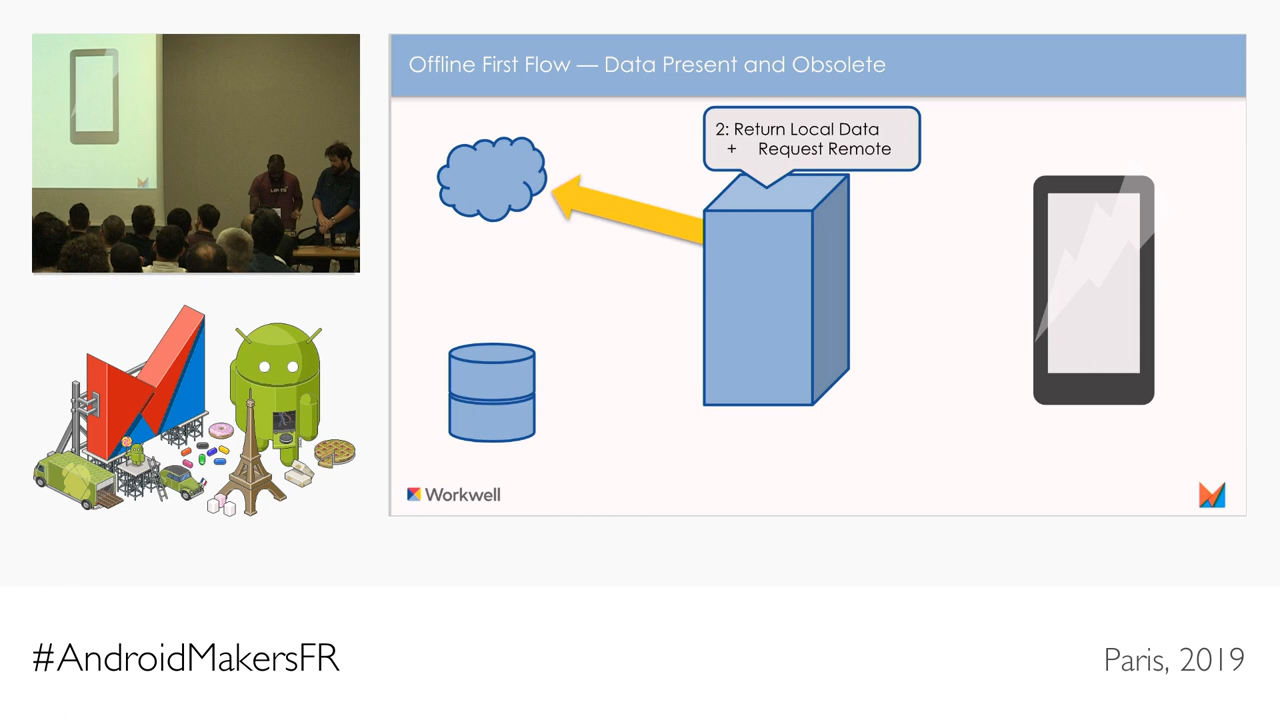 Offline First Flow — Data Present and Obsolete
2: Return Local Data
+ Request Remote
Workwell
#AndroidMakersFR
Paris, 2019